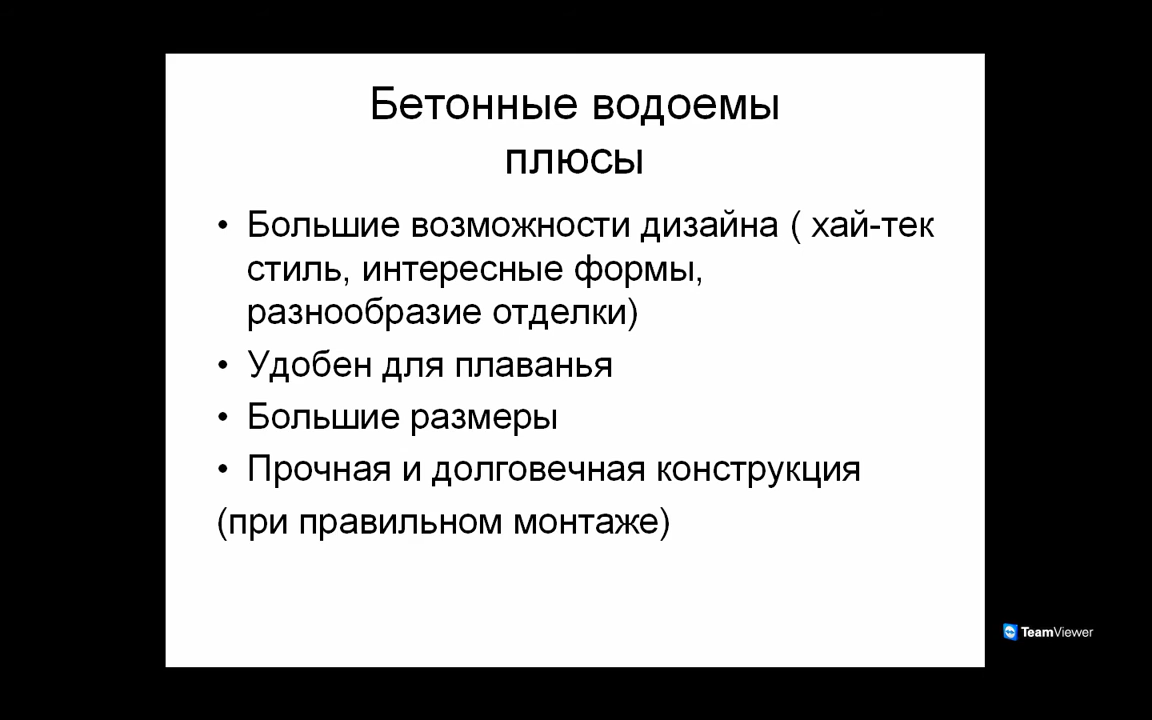 Бетонные водоемы
плюсы
• Большие возможности дизайна ( хай-тек
стиль, интересные формы,
разнообразие отделки)
• Удобен для плаванья
• Большие размеры
• Прочная и долговечная конструкция
(при правильном монтаже)
TeamViewer